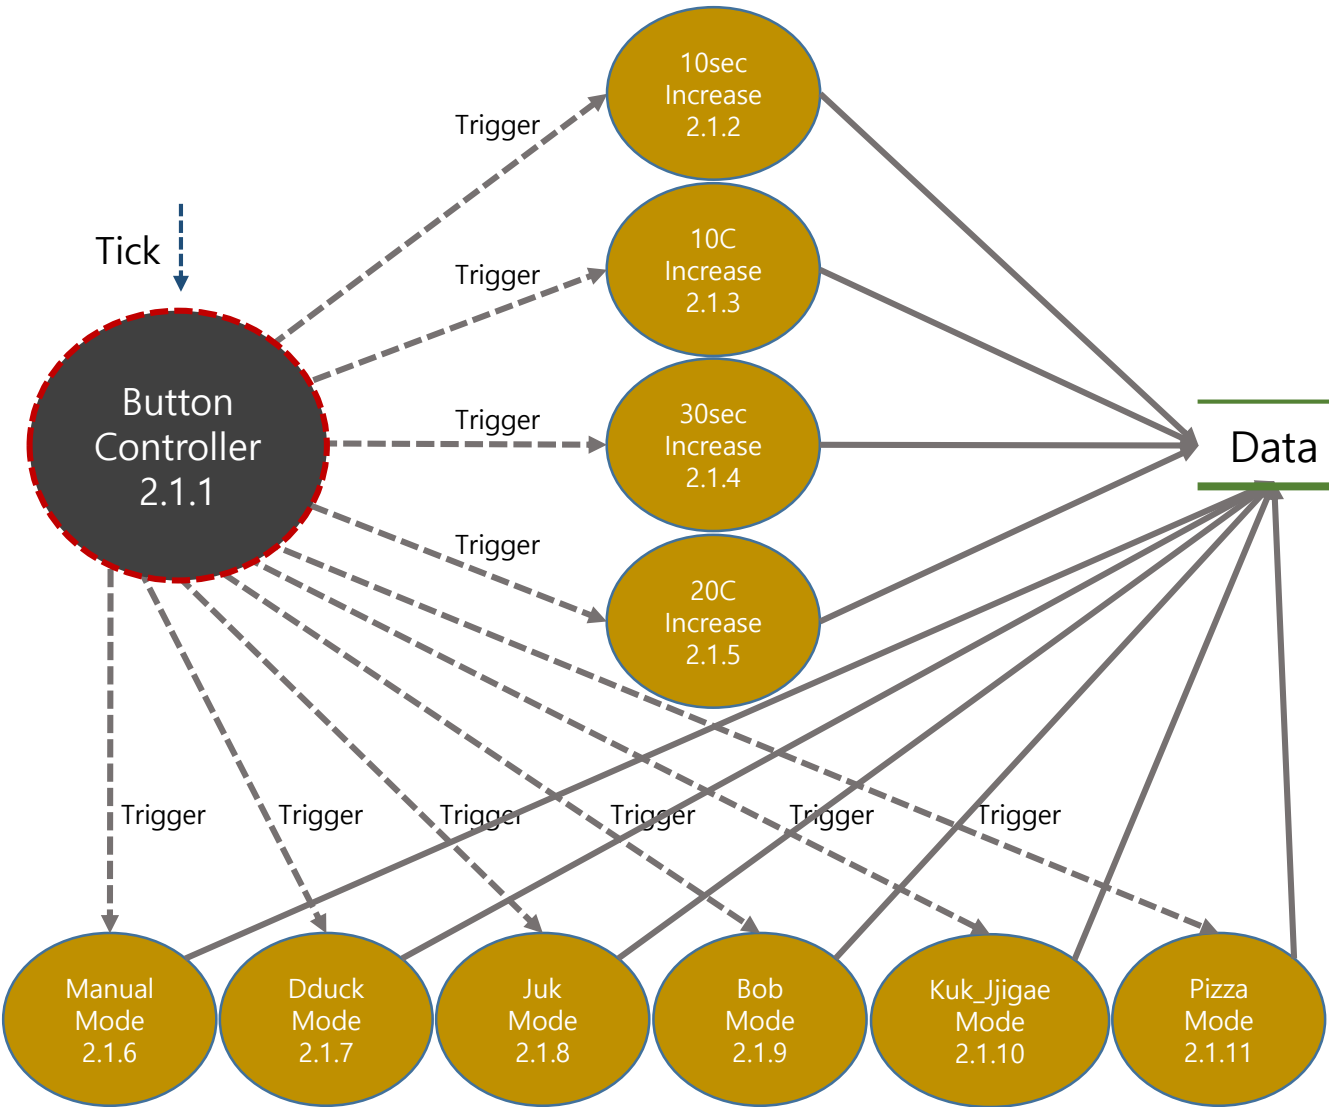 10sec
Increase
2.1.2
Trigger
10C
Increase
2.1.3
Trigger
Tick
Button
Controller
2.1.1
Trigger
30sec
Increase
2.1.4
Data
Trigger
20C
Increase
2.1.5
Trigger
Trigger
Trigger
Trigger
Trigger
Trigger
Manual
Mode
2.1.6
Dduck
Mode
2.1.7
Juk
Mode
2.1.8
Bob
Mode
2.1.9
Kuk_Jjigae
Mode
2.1.10
Pizza
Mode
2.1.11